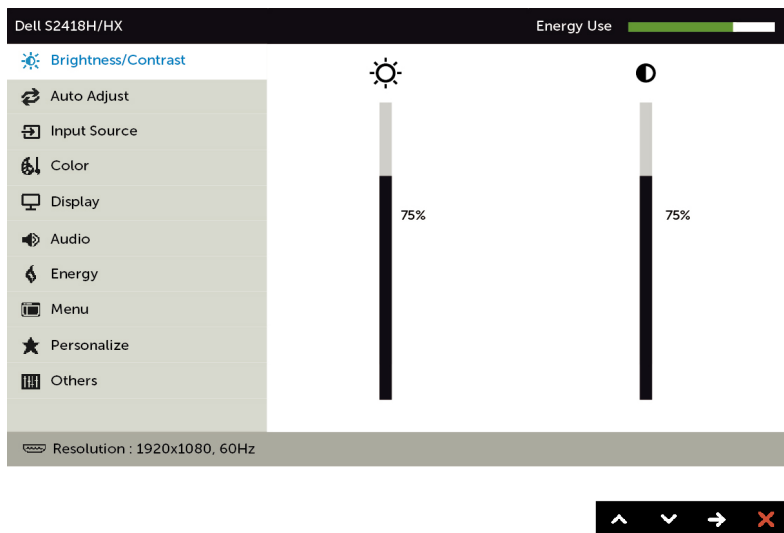 Dell S2418H/HX
Energy Use
Brightness/Contrast
Auto Adjust
Input Source
Color
Display
Audio
Energy
Menu
Personalize
Others
75%
75%
Resolution : 1920x1080, 60Hz